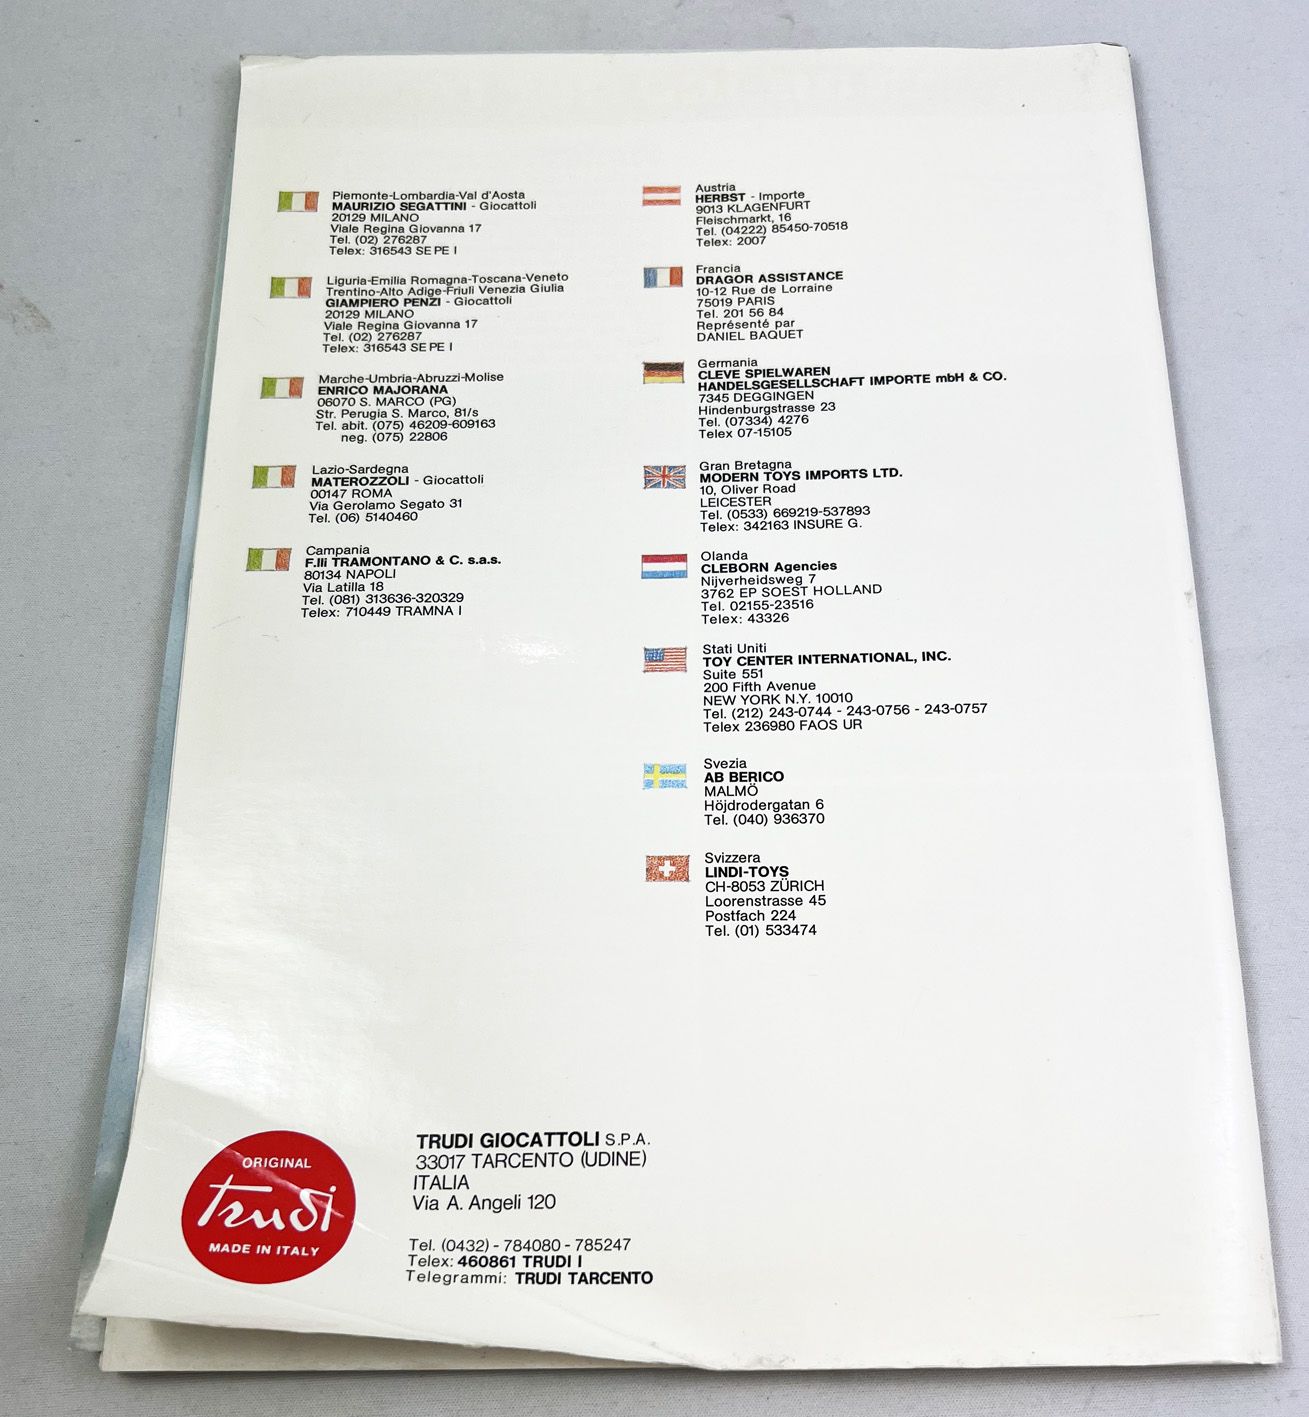 Piemonte-Lombardia-Val d'Aosta
MAURIZIO SEGATTINI - Giocattoli
20129 MILANO
Viale Regina Giovanna 17
Tel. (02) 276287
Telex: 316543 SE PE I
Liguria-Emilia Romagna-Toscana-Veneto
Trentino-Alto Adige-Friuli Venezia Giulia
GIAMPIERO PENZI - Giocattoli
20129 MILANO
Viale Regina Giovanna 17
Tel. (02) 276287
Telex: 316543 SE PE I
Marche-Umbria-Abruzzi-Molise
ENRICO MAJORANA
06070 S. MARCO (PG)
Str. Perugia S. Marco, 81/s
Tel. abit. (075) 46209-609163
neg. (075) 22806
Lazio-Sardegna
MATEROZZOLI - Giocattoli
00147 ROMA
Via Gerolamo Segato 31
Tel. (06) 5140460
Campania
F.lli TRAMONTANO & C. s.a.s.
80134 NAPOLI
Via Latilla 18
Tel. (081) 313636-320329
Telex: 710449 TRAMNA I
Austria
HERBST - Importe
9013 KLAGENFURT
Fleischmarkt, 16
Tel. (04222) 85450-70518
Telex: 2007
Francia
DRAGOR ASSISTANCE
10-12 Rue de Lorraine
75019 PARIS
Tel. 201 56 84
Représenté par
DANIEL BAQUET
Germania
CLEVE SPIELWAREN
HANDELSGESELLSCHAFT IMPORTE mbH & CO.
7345 DEGGINGEN
Hindenburgstrasse 23
Tel. (07334) 4276
Telex 07-15105
Gran Bretagna
MODERN TOYS IMPORTS LTD.
10, Oliver Road
LEICESTER
Tel. (0533) 669219-537893
Telex: 342163 INSURE G.
Olanda
CLEBORN Agencies
Nijverheidsweg 7
3762 EP SOEST HOLLAND
Tel. 02155-23516
Telex: 43326
Stati Uniti
TOY CENTER INTERNATIONAL, INC.
Suite 551
200 Fifth Avenue
NEW YORK N.Y. 10010
Tel. (212) 243-0744 - 243-0756 - 243-0757
Telex 236980 FAOS UR
Svezia
AB BERICO
MALMÖ
Höjdrodergatan 6
Tel. (040) 936370
Svizzera
LINDI-TOYS
CH-8053 ZÜRICH
Loorenstrasse 45
Postfach 224
Tel. (01) 533474
ORIGINAL
Trudi
MADE IN ITALY
TRUDI GIOCATTOLI S.P.A.
33017 TARCENTO (UDINE)
ITALIA
Via A. Angeli 120
Tel. (0432) - 784080 - 785247
Telex: 460861 TRUDI I
Telegrammi: TRUDI TARCENTO